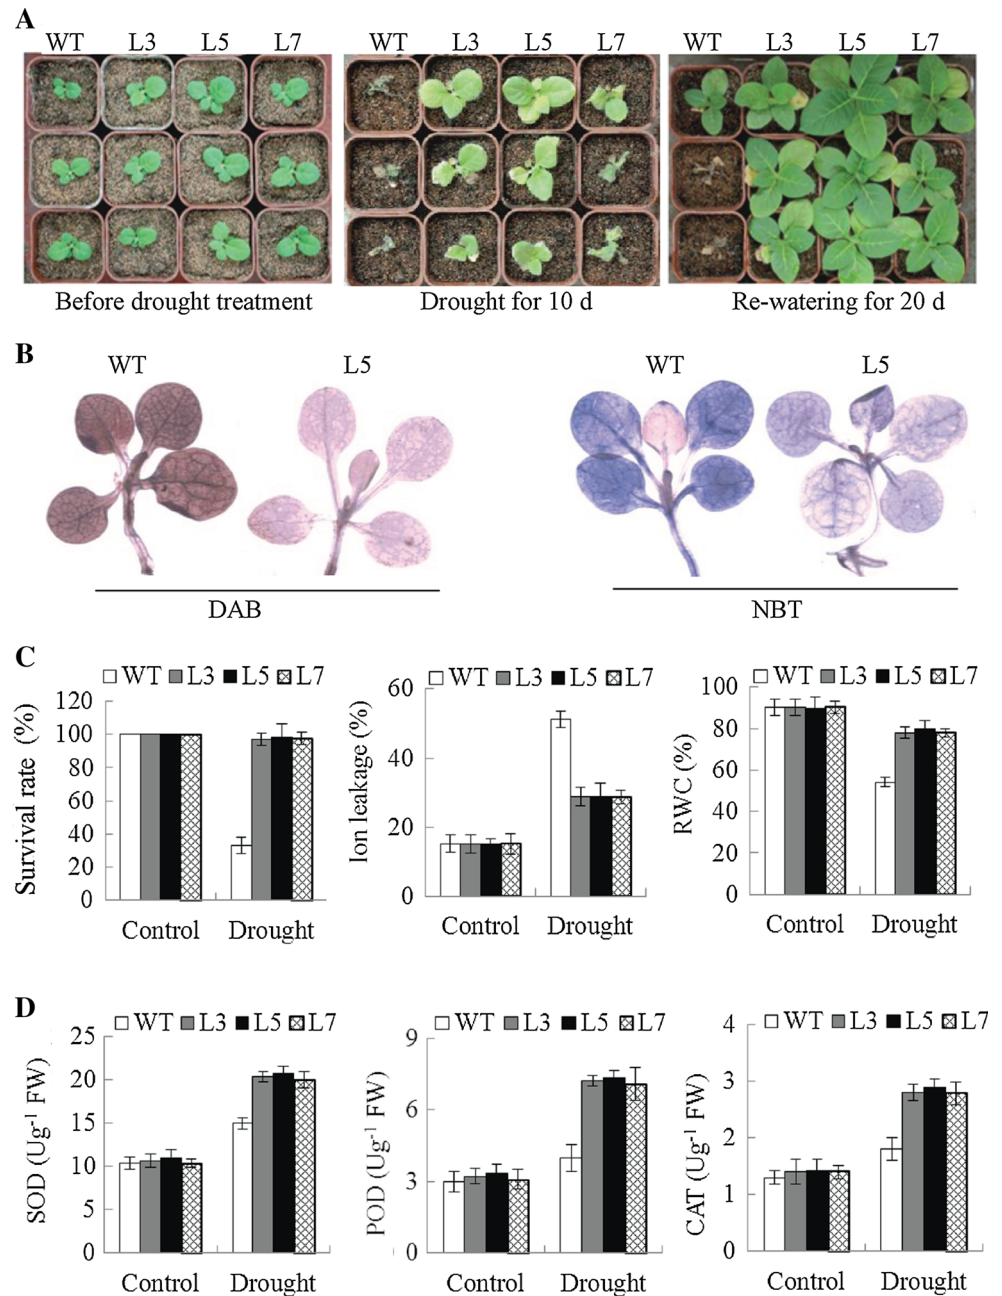 A
WT L3 L5 L7 WT L3 L5 L7 WT L3 L5 L7
Before drought treatment Drought for 10 d Re-watering for 20 d
B
WT L5 WT L5
DAB NBT
C
WT L3 L5 L7
120
100
80
60
40
20
0
Survival rate (%)
Control Drought
WT L3 L5 L7
60
40
20
0
Ion leakage (%)
Control Drought
WT L3 L5 L7
100
80
60
40
20
0
RWC (%)
Control Drought
D
WT L3 L5 L7
25
20
15
10
5
0
SOD (Ug⁻¹ FW)
Control Drought
WT L3 L5 L7
9
6
3
0
POD (Ug⁻¹ FW)
Control Drought
WT L3 L5 L7
4
3
2
1
0
CAT (Ug⁻¹ FW)
Control Drought